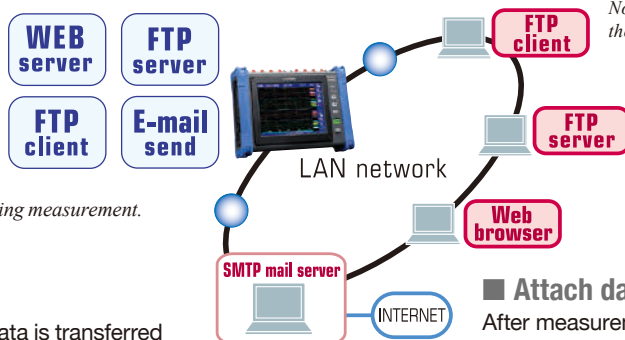 WEB
server
FTP
server
FTP
client
E-mail
send
LAN network
FTP
client
FTP
server
Web
browser
SMTP mail server
INTERNET
ing measurement.
ata is transferred
■ Attach da
After measurem
No
the